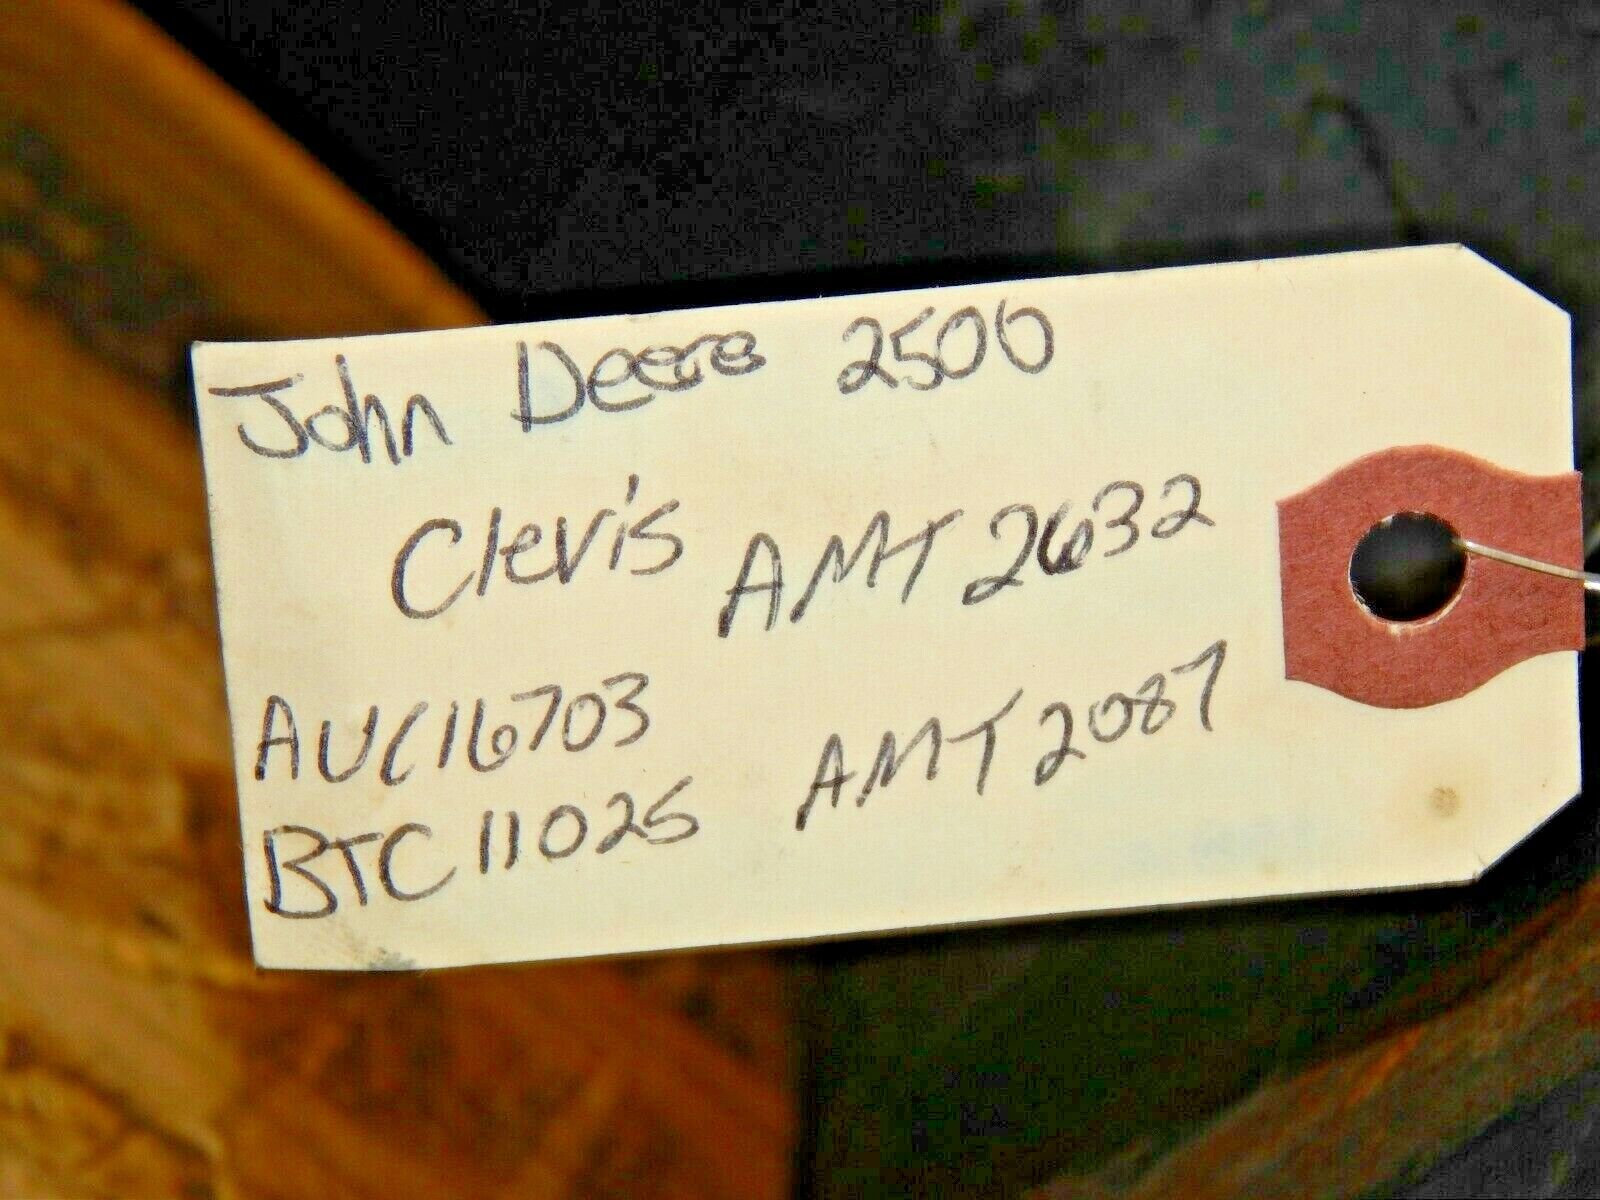 John Deere 2500
Clevis AMT2632
AUC16703
AMT2087
BTC11025